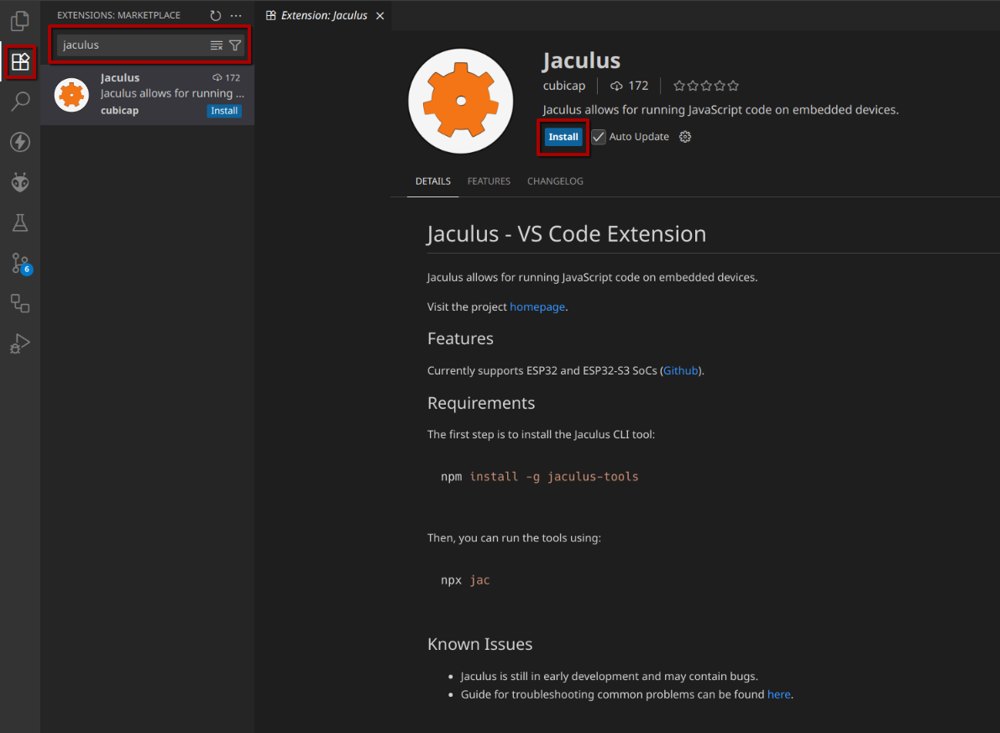 EXTENSIONS: MARKETPLACE
jaculus
Jaculus
172
Jaculus allows for running ...
cubicap
Install
6
Extension: Jaculus
Jaculus
cubicap
172
Jaculus allows for running JavaScript code on embedded devices.
Install
Auto Update
DETAILS
FEATURES
CHANGELOG
Jaculus - VS Code Extension
Jaculus allows for running JavaScript code on embedded devices.
Visit the project homepage.
Features
Currently supports ESP32 and ESP32-S3 SoCs (Github).
Requirements
The first step is to install the Jaculus CLI tool:
npm install -g jaculus-tools
Then, you can run the tools using:
npx jac
Known Issues
• Jaculus is still in early development and may contain bugs.
• Guide for troubleshooting common problems can be found here.